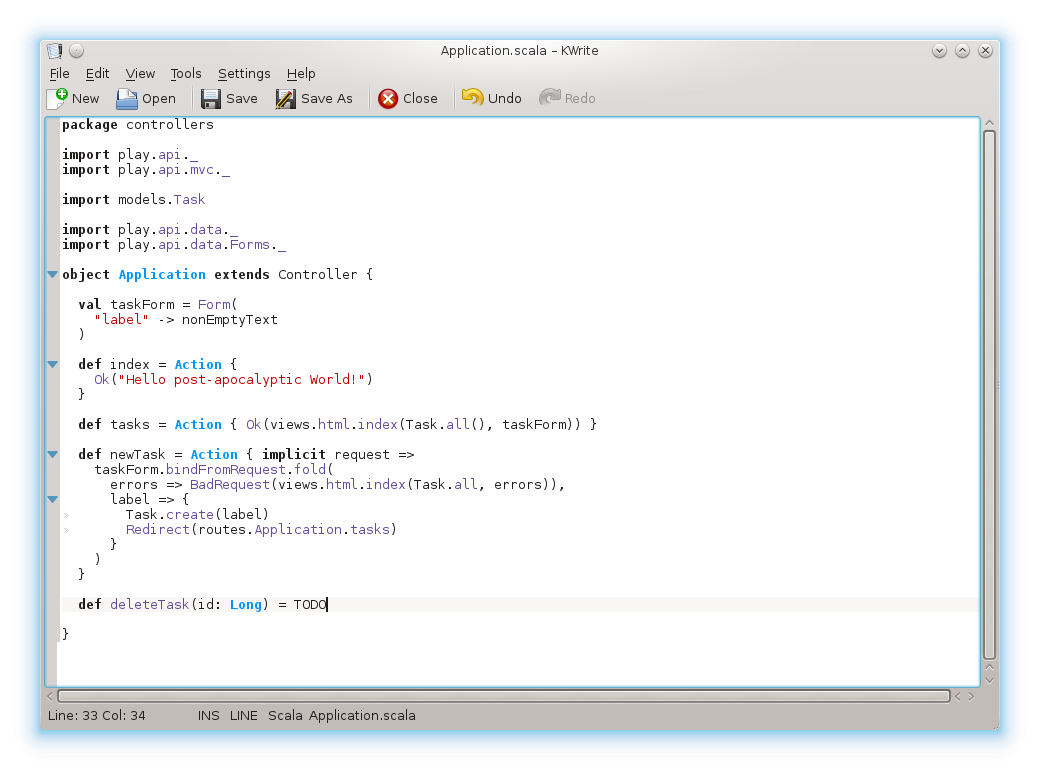 Application.scala – KWrite
File Edit View Tools Settings Help
New Open Save Save As Close Undo Redo
package controllers

import play.api._
import play.api.mvc._

import models.Task

import play.api.data._
import play.api.data.Forms._

object Application extends Controller {

  val taskForm = Form(
    "label" -> nonEmptyText
  )

  def index = Action {
    Ok("Hello post-apocalyptic World!")
  }

  def tasks = Action { Ok(views.html.index(Task.all(), taskForm)) }

  def newTask = Action { implicit request =>
    taskForm.bindFromRequest.fold(
      errors => BadRequest(views.html.index(Task.all, errors)),
      label => {
»       Task.create(label)
»       Redirect(routes.Application.tasks)
      }
    )
  }

  def deleteTask(id: Long) = TODO

}
Line: 33 Col: 34 INS LINE Scala Application.scala